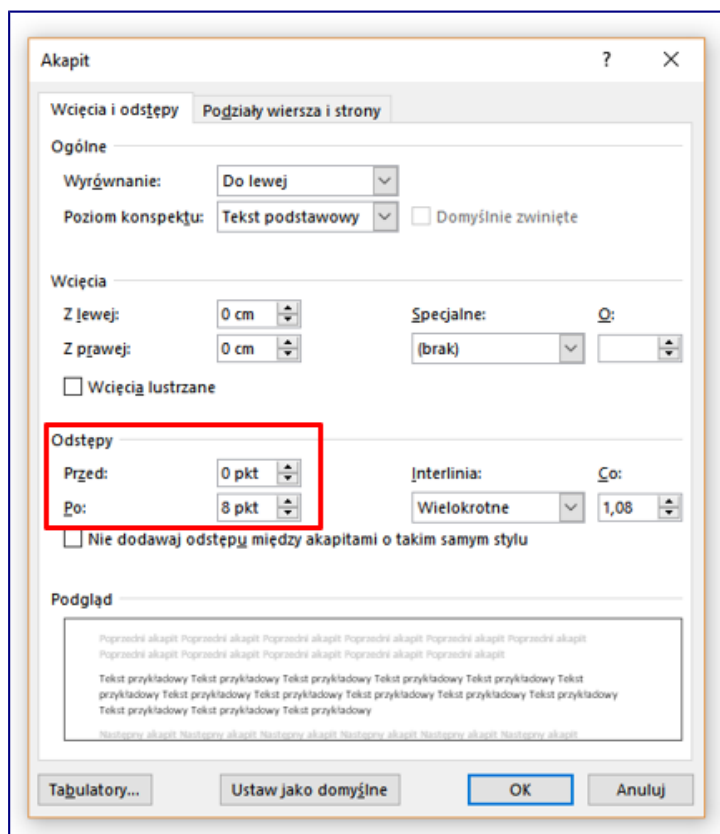 Akapit ?
Wcięcia i odstępy Podziały wiersza i strony
Ogólne
Wyrównanie: Do lewej
Poziom konspektu: Tekst podstawowy Domyślnie zwinięte
Wcięcia
Z lewej: 0 cm Specjalne: O:
Z prawej: 0 cm (brak)
Wcięcia lustrzane
Odstępy
Przed: 0 pkt Interlinia: Co:
Po: 8 pkt Wielokrotne 1,08
Nie dodawaj odstępu między akapitami o takim samym stylu
Podgląd
Poprzedni akapit Poprzedni akapit Poprzedni akapit Poprzedni akapit Poprzedni akapit Poprzedni akapit
Poprzedni akapit Poprzedni akapit Poprzedni akapit Poprzedni akapit Poprzedni akapit
Tekst przykładowy Tekst przykładowy Tekst przykładowy Tekst przykładowy Tekst przykładowy Tekst
przykładowy Tekst przykładowy Tekst przykładowy Tekst przykładowy Tekst przykładowy Tekst przykładowy
Tekst przykładowy Tekst przykładowy Tekst przykładowy
Następny akapit Następny akapit Następny akapit Następny akapit Następny akapit Następny akapit
Tabulatory... Ustaw jako domyślne OK Anuluj